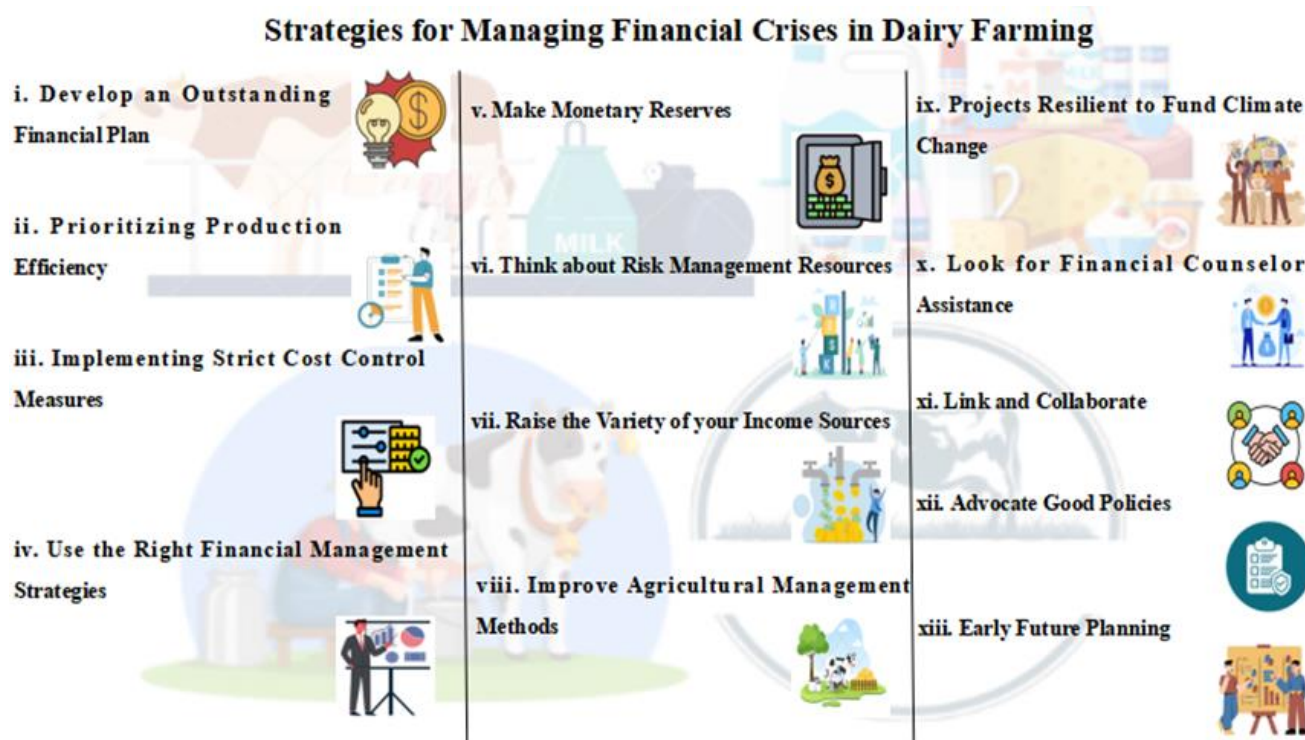 Strategies for Managing Financial Crises in Dairy Farming
i. Develop an Outstanding
Financial Plan
ii. Prioritizing Production
Efficiency
iii. Implementing Strict Cost Control
Measures
iv. Use the Right Financial Management
Strategies
v. Make Monetary Reserves
MILK
vi. Think about Risk Management Resources
RISK
vii. Raise the Variety of your Income Sources
viii. Improve Agricultural Management
Methods
ix. Projects Resilient to Fund Climate
Change
x. Look for Financial Counselor
Assistance
xi. Link and Collaborate
xii. Advocate Good Policies
xiii. Early Future Planning